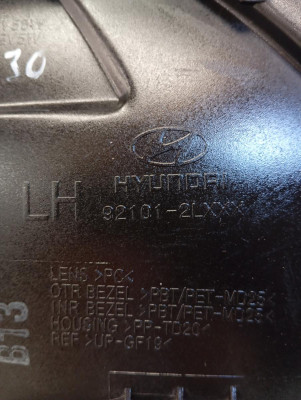 30
HYUNDAI
LH
92101-2LXXX
LENS >PC<
OTR BEZEL >PBT/PET-MD25<
INR BEZEL >PBT/PET-MD25<
HOUSING >PP-TD20<
REF >UP-GF19<
613